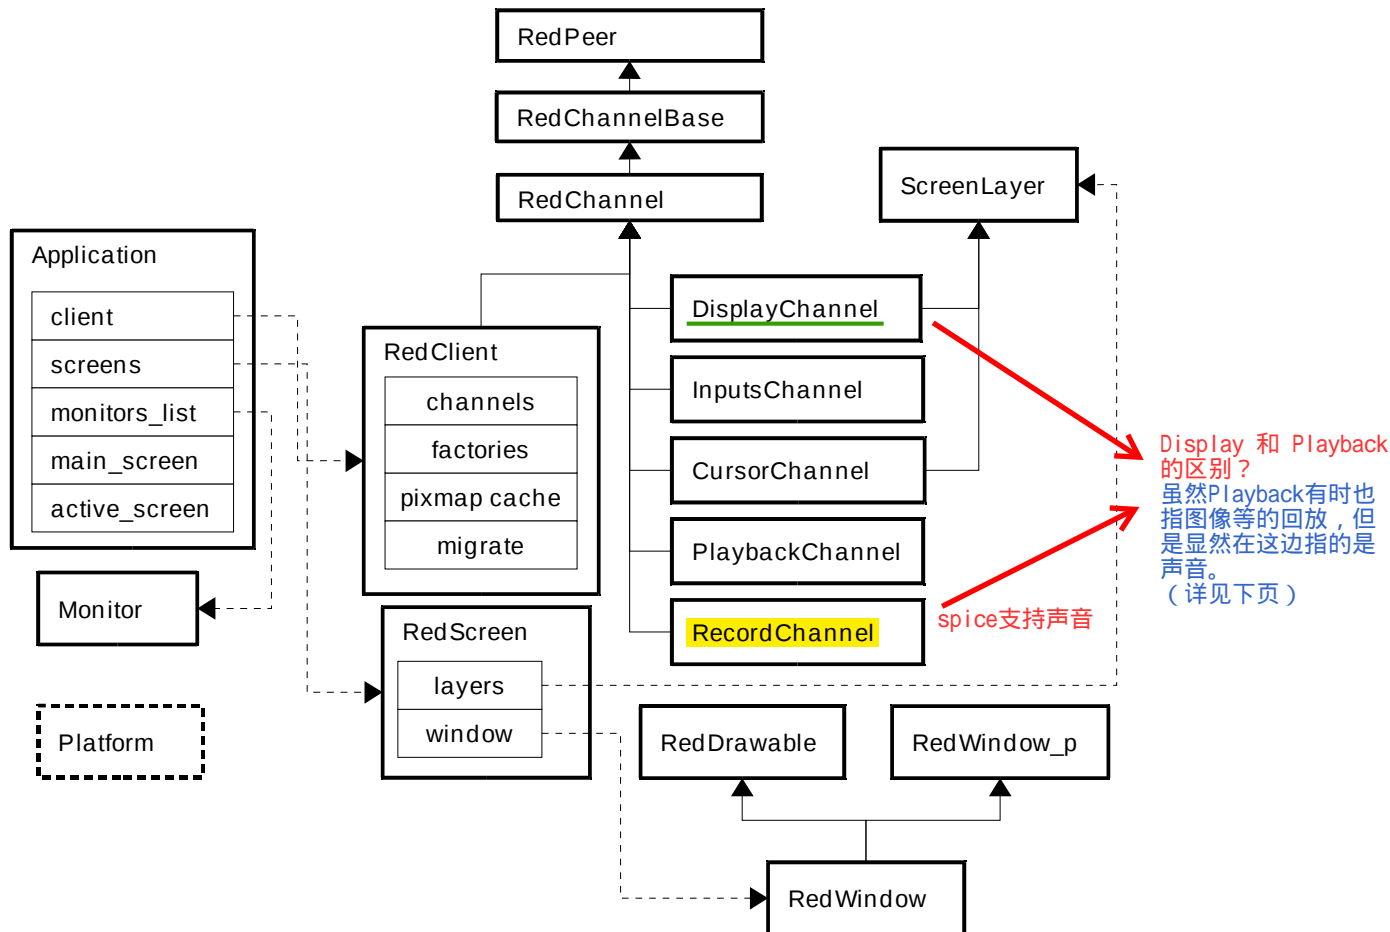 RedPeer
RedChannelBase
RedChannel
ScreenLayer
Application
client
screens
monitors_list
main_screen
active_screen
Monitor
Platform
RedClient
channels
factories
pixmap cache
migrate
RedScreen
layers
window
DisplayChannel
InputsChannel
CursorChannel
PlaybackChannel
RecordChannel
spice支持声音
Display 和 Playback
的区别？
虽然Playback有时也
指图像等的回放，但
是显然在这边指的是
声音。
（详见下页）
RedDrawable
RedWindow_p
RedWindow